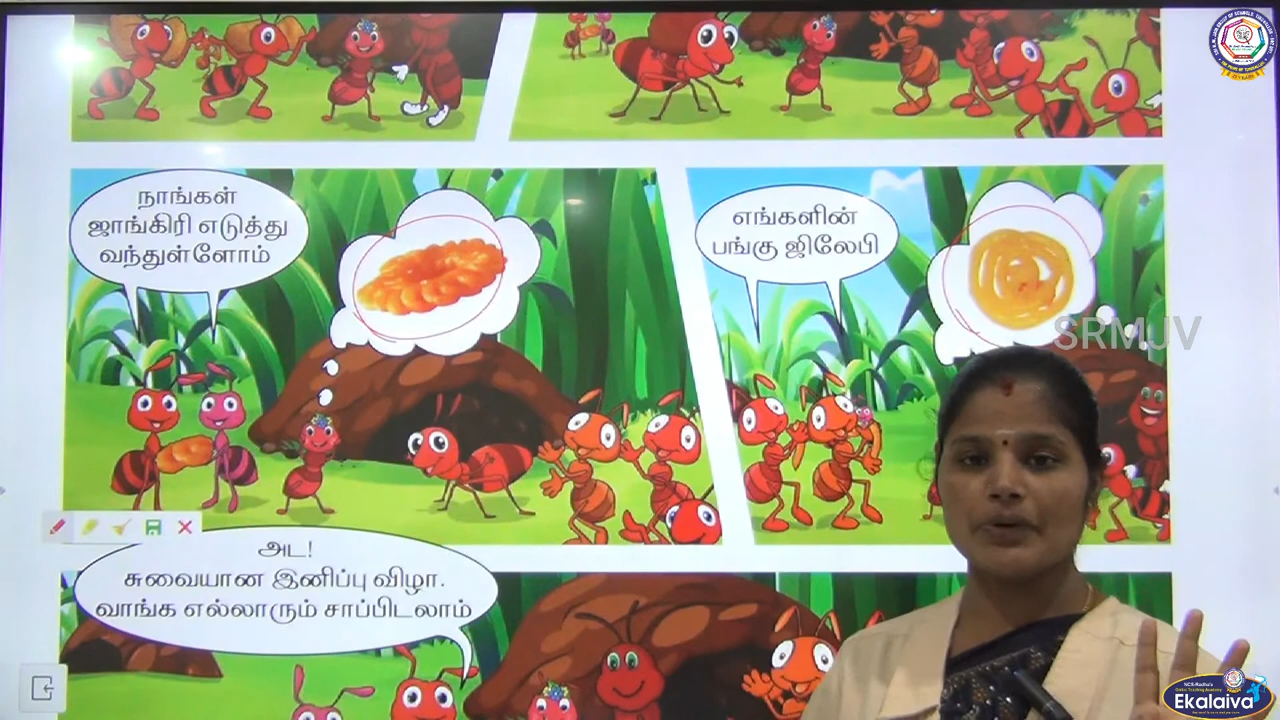 நாங்கள்
ஜாங்கிரி எடுத்து
வந்துள்ளோம்
எங்களின்
பங்கு ஜிலேபி
SRMJV
அட!
சுவையான இனிப்பு விழா.
வாங்க எல்லாரும் சாப்பிடலாம்
Ekalaiva